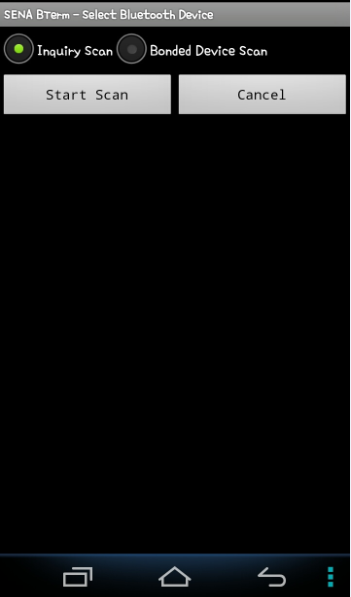 SENA BTerm - Select Bluetooth Device
Inquiry Scan Bonded Device Scan
Start Scan Cancel